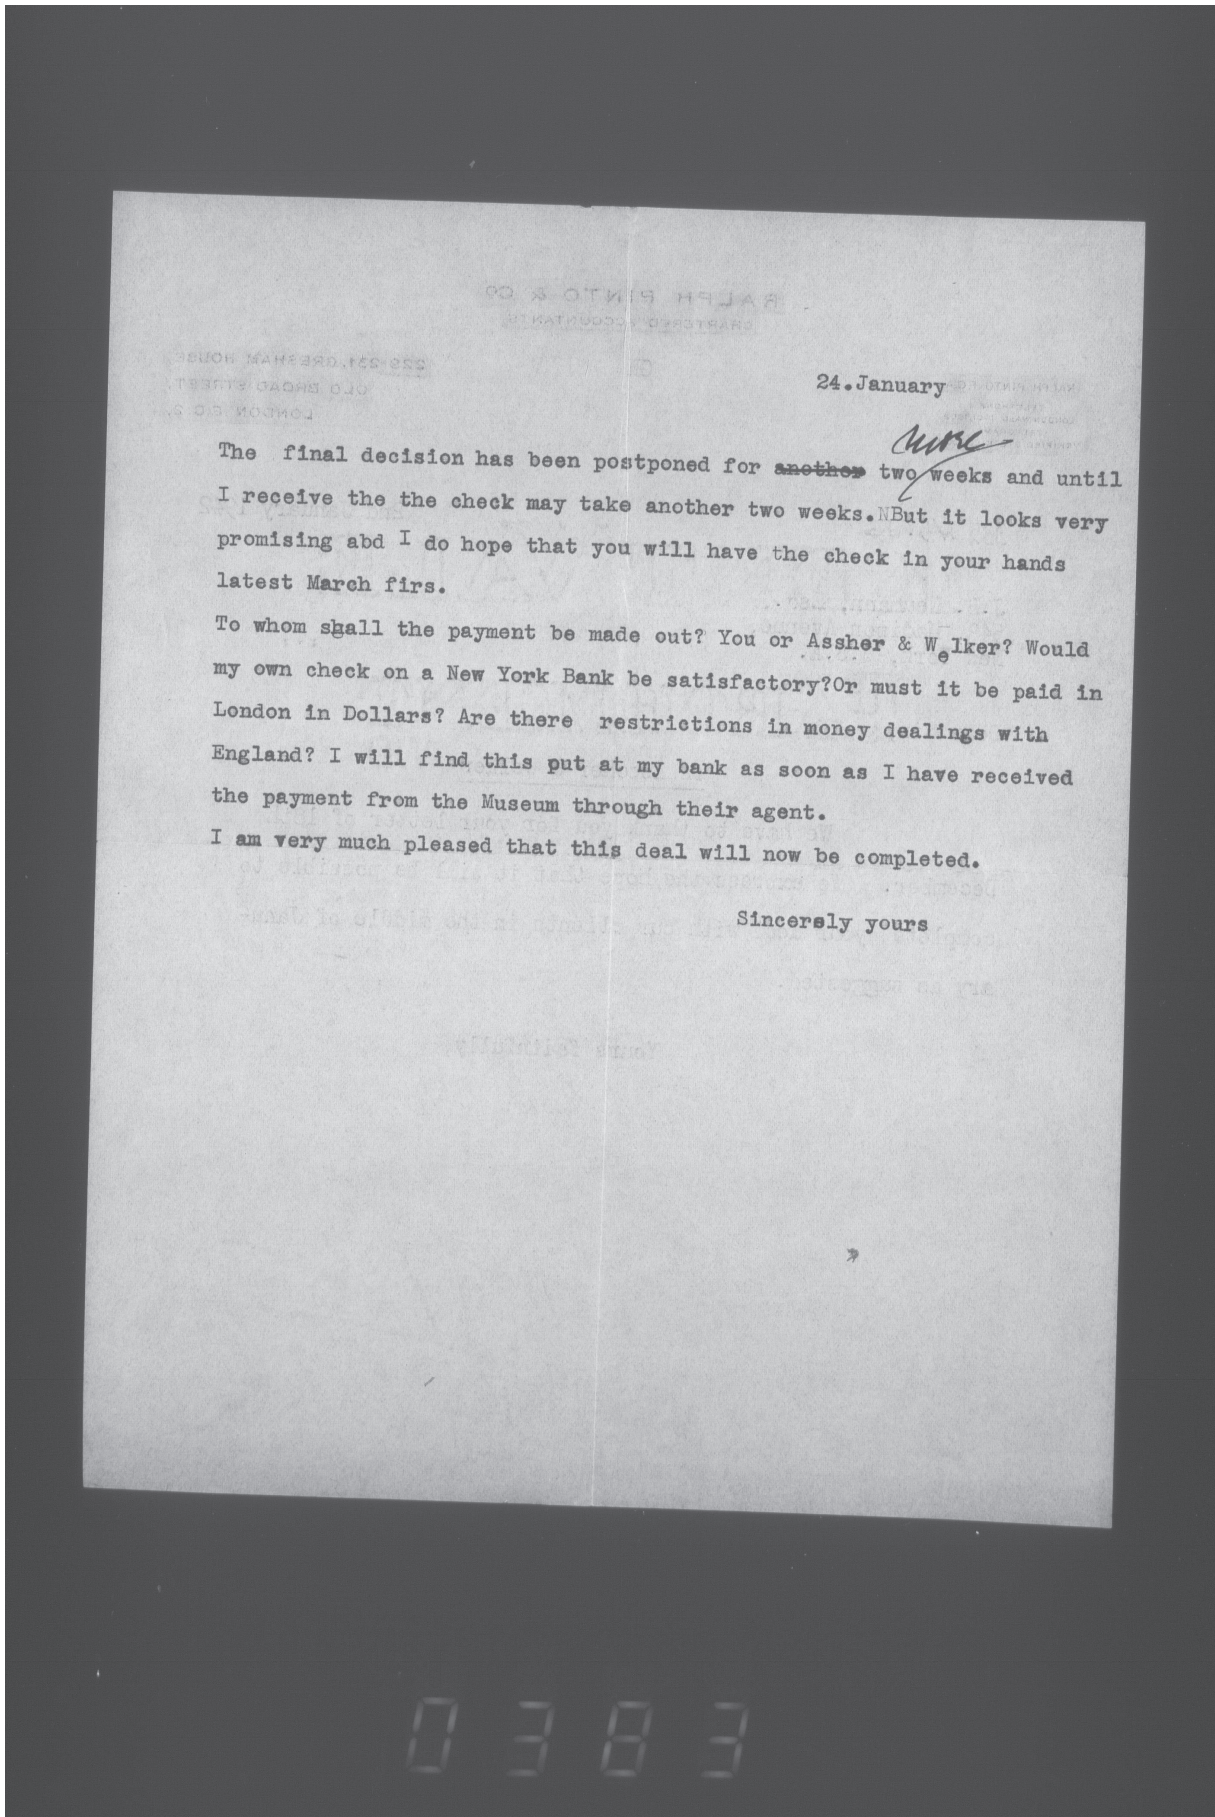 24.January
more
The final decision has been postponed for another two weeks and until
I receive the the check may take another two weeks.NBut it looks very
promising abd I do hope that you will have the check in your hands
latest March firs.
To whom shall the payment be made out? You or Assher & Welker? Would
my own check on a New York Bank be satisfactory?Or must it be paid in
London in Dollars? Are there restrictions in money dealings with
England? I will find this put at my bank as soon as I have received
the payment from the Museum through their agent.
I am very much pleased that this deal will now be completed.
Sincerely yours
0383